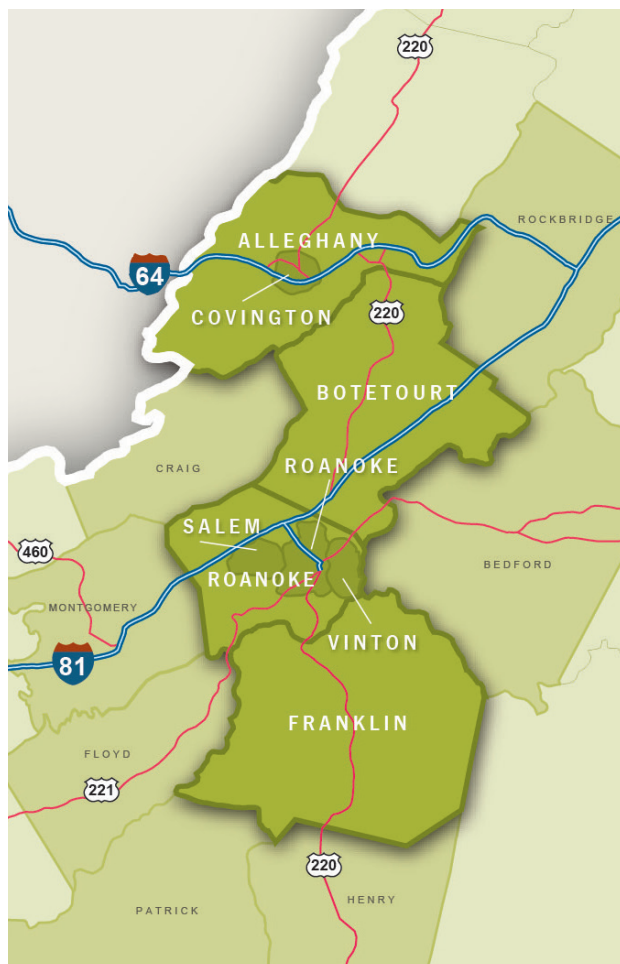 220
ROCKBRIDGE
ALLEGHANY
64
COVINGTON
220
BOTETOURT
CRAIG
ROANOKE
SALEM
460
BEDFORD
ROANOKE
MONTGOMERY
VINTON
81
FRANKLIN
FLOYD
221
220
HENRY
PATRICK